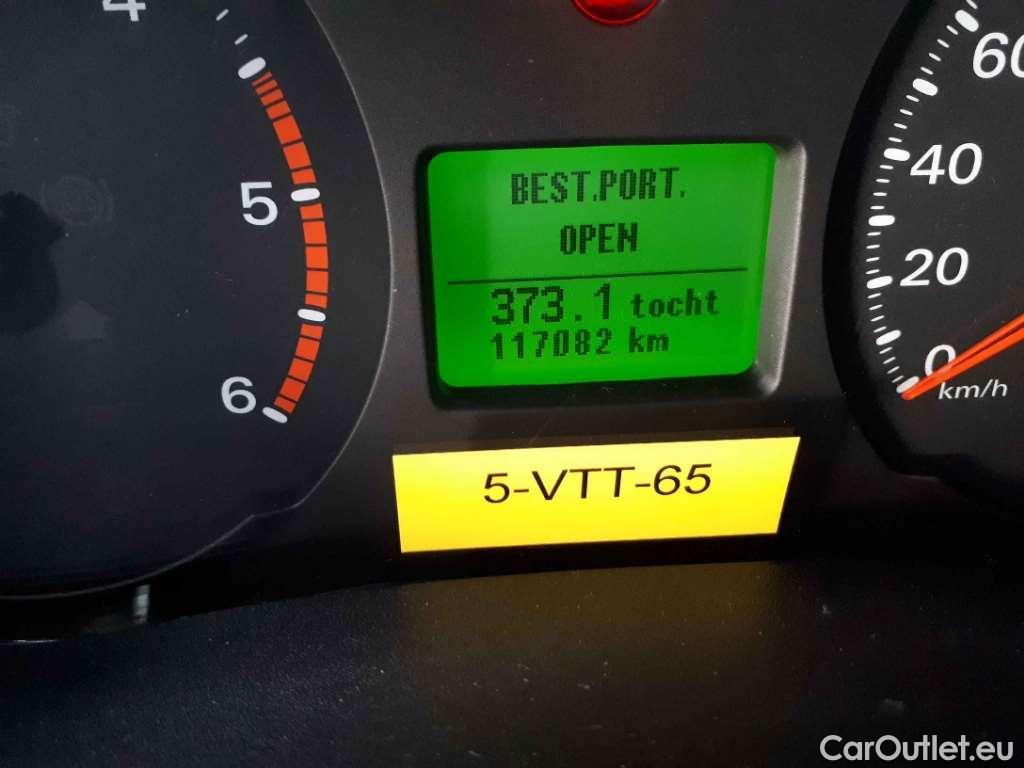 4
5
6
BEST.PORT.
OPEN
373.1 tocht
117082 km
60
40
20
0
km/h
5-VTT-65
CarOutlet.eu